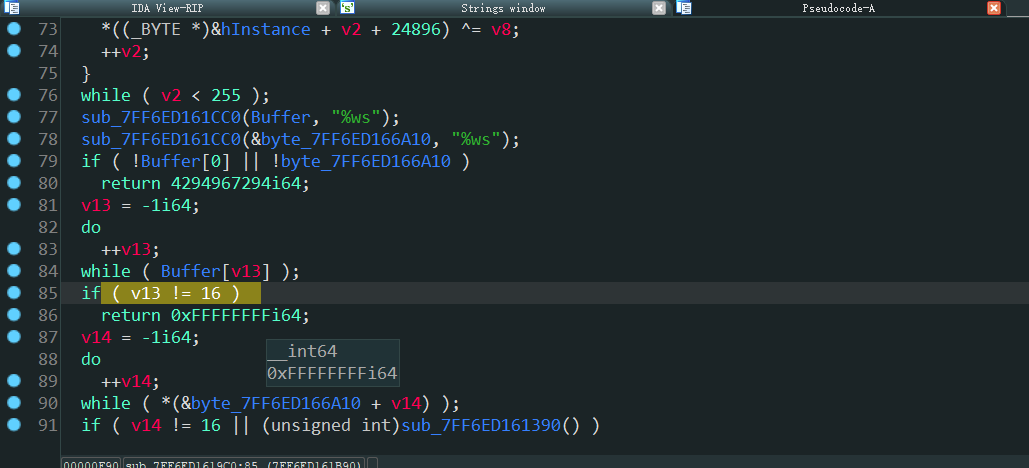 IDA View-RIP Strings window Pseudocode-A
73 *((_BYTE *)&hInstance + v2 + 24896) ^= v8;
74 ++v2;
75 }
76 while ( v2 < 255 );
77 sub_7FF6ED161CC0(Buffer, "%ws");
78 sub_7FF6ED161CC0(&byte_7FF6ED166A10, "%ws");
79 if ( !Buffer[0] || !byte_7FF6ED166A10 )
80 return 4294967294i64;
81 v13 = -1i64;
82 do
83 ++v13;
84 while ( Buffer[v13] );
85 if ( v13 != 16 )
86 return 0xFFFFFFFFi64;
87 v14 = -1i64;
88 do
__int64
0xFFFFFFFFi64
89 ++v14;
90 while ( *(&byte_7FF6ED166A10 + v14) );
91 if ( v14 != 16 || (unsigned int)sub_7FF6ED161390() )
00000F90 sub_7FF6ED1619C0:85 (7FF6ED161B90)